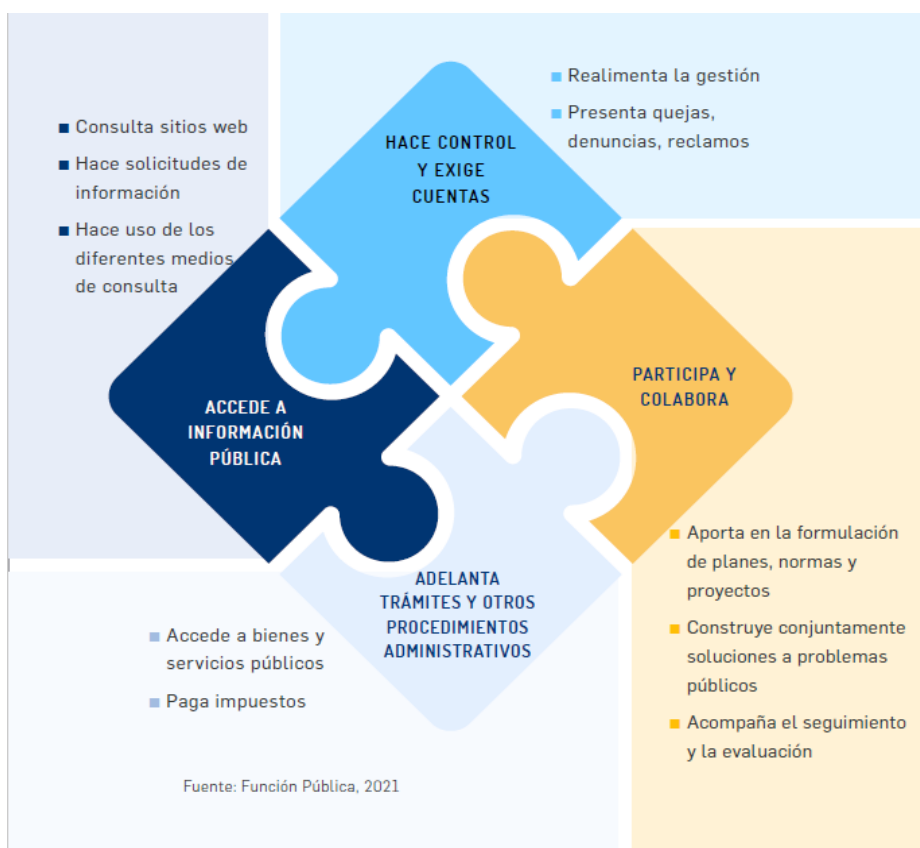 Consulta sitios web
Hace solicitudes de
información
Hace uso de los
diferentes medios
de consulta
HACE CONTROL
Y EXIGE
CUENTAS
Realimenta la gestión
Presenta quejas,
denuncias, reclamos
ACCEDE A
INFORMACIÓN
PÚBLICA
PARTICIPA Y
COLABORA
Aporta en la formulación
de planes, normas y
proyectos
Construye conjuntamente
soluciones a problemas
públicos
Acompaña el seguimiento
y la evaluación
ADELANTA
TRÁMITES Y OTROS
PROCEDIMIENTOS
ADMINISTRATIVOS
Accede a bienes y
servicios públicos
Paga impuestos
Fuente: Función Pública, 2021